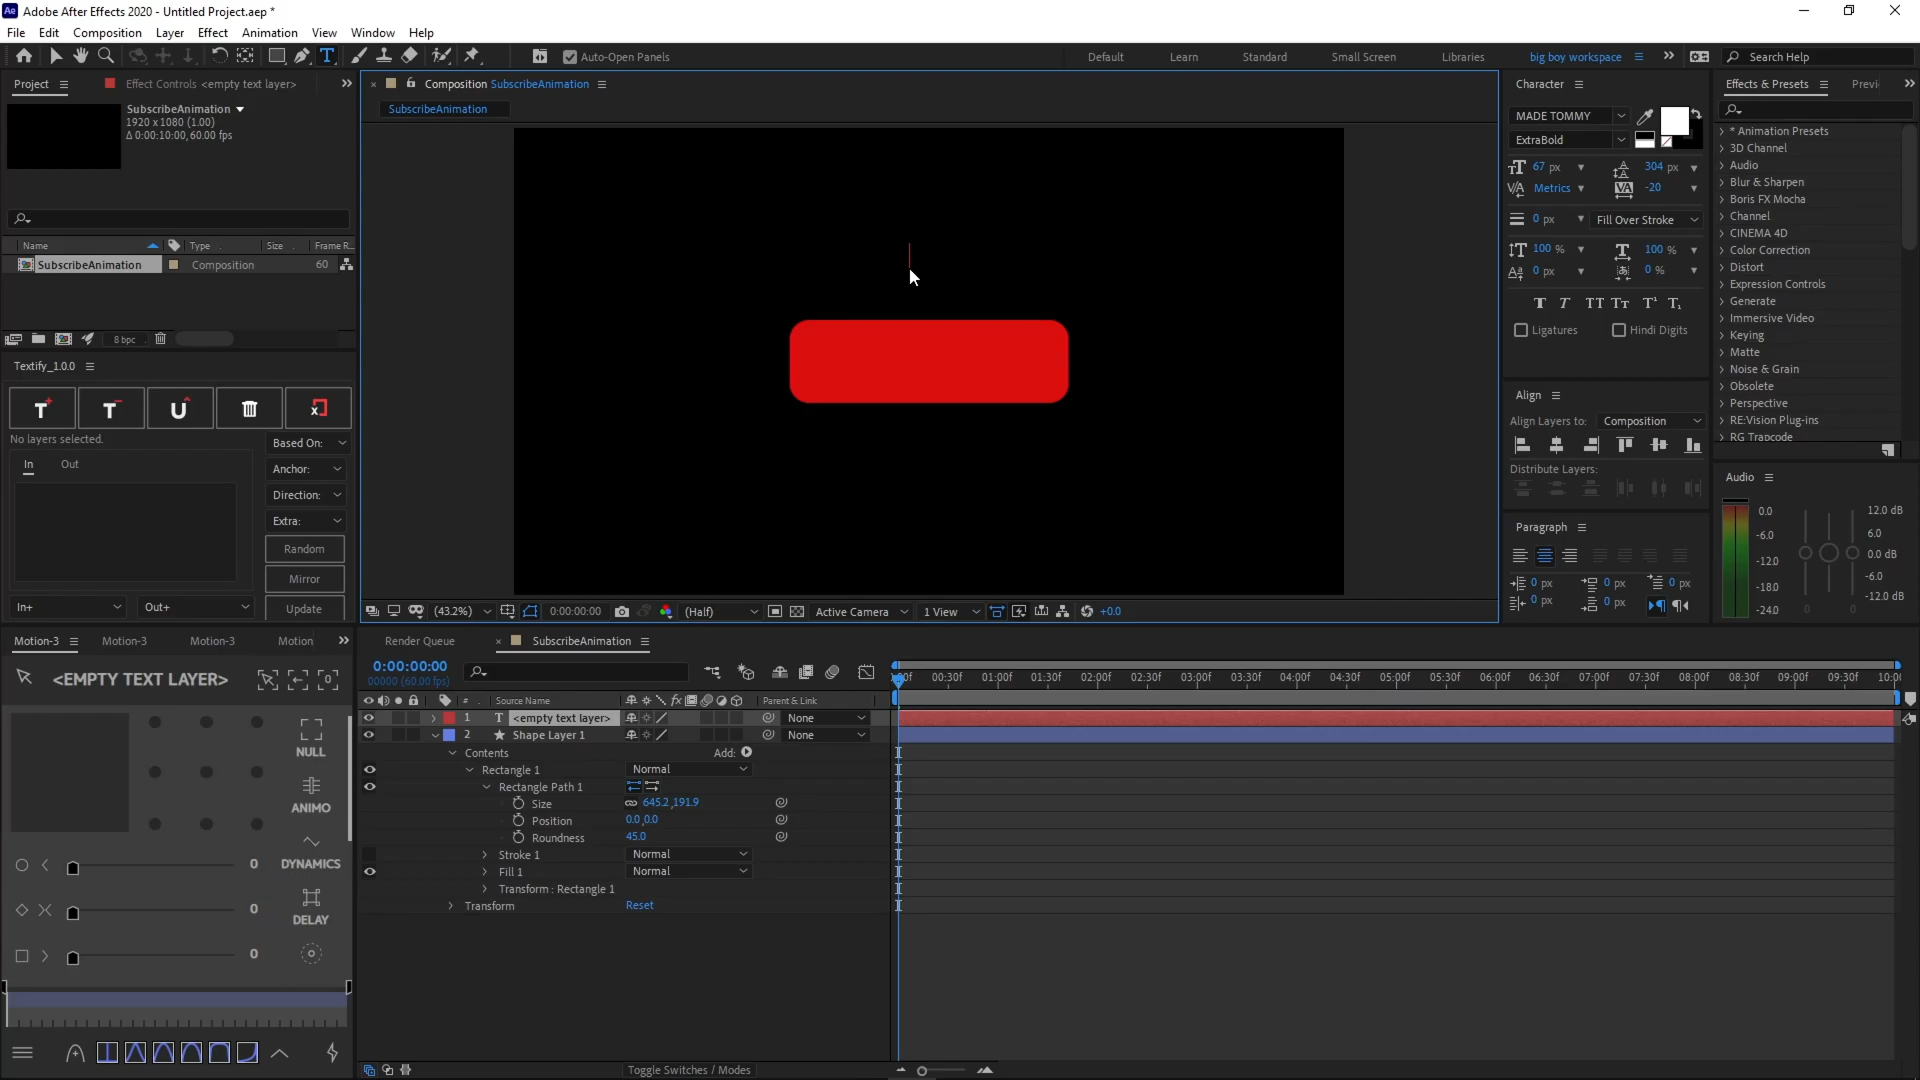 Ae Adobe After Effects 2020 - Untitled Project.aep *
File Edit Composition Layer Effect Animation View Window Help
Auto-Open Panels
Default Learn Standard Small Screen Libraries big boy workspace Search Help
Project
Effect Controls <empty text layer>
SubscribeAnimation
1920 x 1080 (1.00)
Δ 0:00:10:00, 60.00 fps
Name Type Size Frame R...
SubscribeAnimation Composition 60
8 bpc
Textify_1.0.0
T T U x
No layers selected.
In Out
Based On:
Anchor:
Direction:
Extra:
Random
Mirror
Update
In+ Out+
Composition SubscribeAnimation
SubscribeAnimation
(43.2%) 0:00:00:00 (Half) Active Camera 1 View +0.0
Character
MADE TOMMY
ExtraBold
67 px 304 px
Metrics -20
0 px Fill Over Stroke
100 % 100 %
0 px 0 %
T T TT Tт T¹ T₁
Ligatures Hindi Digits
Align
Align Layers to: Composition
Distribute Layers:
Paragraph
0 px 0 px 0 px
0 px 0 px
Effects & Presets Previ
* Animation Presets
3D Channel
Audio
Blur & Sharpen
Boris FX Mocha
Channel
CINEMA 4D
Color Correction
Distort
Expression Controls
Generate
Immersive Video
Keying
Matte
Noise & Grain
Obsolete
Perspective
RE:Vision Plug-ins
RG Trapcode
Audio
0.0 12.0 dB
-6.0 6.0
-12.0 0.0 dB
-18.0 -6.0
-24.0 0 0 -12.0 dB
Motion-3 Motion-3 Motion-3 Motion
<EMPTY TEXT LAYER>
NULL
ANIMO
0 DYNAMICS
0 DELAY
0
Render Queue SubscribeAnimation
0:00:00:00
00000 (60.00 fps)
:00f 00:30f 01:00f 01:30f 02:00f 02:30f 03:00f 03:30f 04:00f 04:30f 05:00f 05:30f 06:00f 06:30f 07:00f 07:30f 08:00f 08:30f 09:00f 09:30f 10:0
# Source Name fx Parent & Link
1 T <empty text layer> None
2 Shape Layer 1 None
Contents Add:
Rectangle 1 Normal
Rectangle Path 1
Size 645.2,191.9
Position 0.0,0.0
Roundness 45.0
Stroke 1 Normal
Fill 1 Normal
Transform : Rectangle 1
Transform Reset
Toggle Switches / Modes